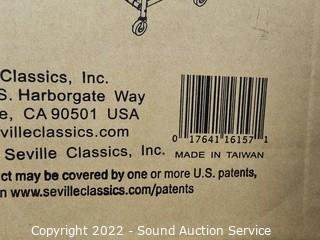 Classics, Inc.
S. Harborgate Way
e, CA 90501 USA
villeclassics.com
0 17641 16157 1
Seville Classics, Inc. MADE IN TAIWAN
ct may be covered by one or more U.S. patents,
n www.sevilleclassics.com/patents
Copyright 2022 - Sound Auction Service